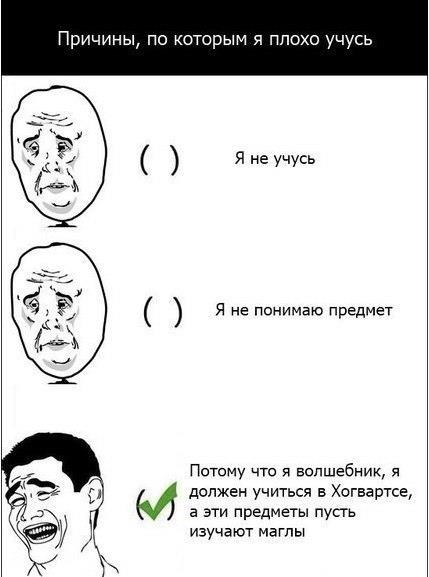 Причины, по которым я плохо учусь
( ) Я не учусь
( ) Я не понимаю предмет
( ) Потому что я волшебник, я
должен учиться в Хогвартсе,
а эти предметы пусть
изучают маглы